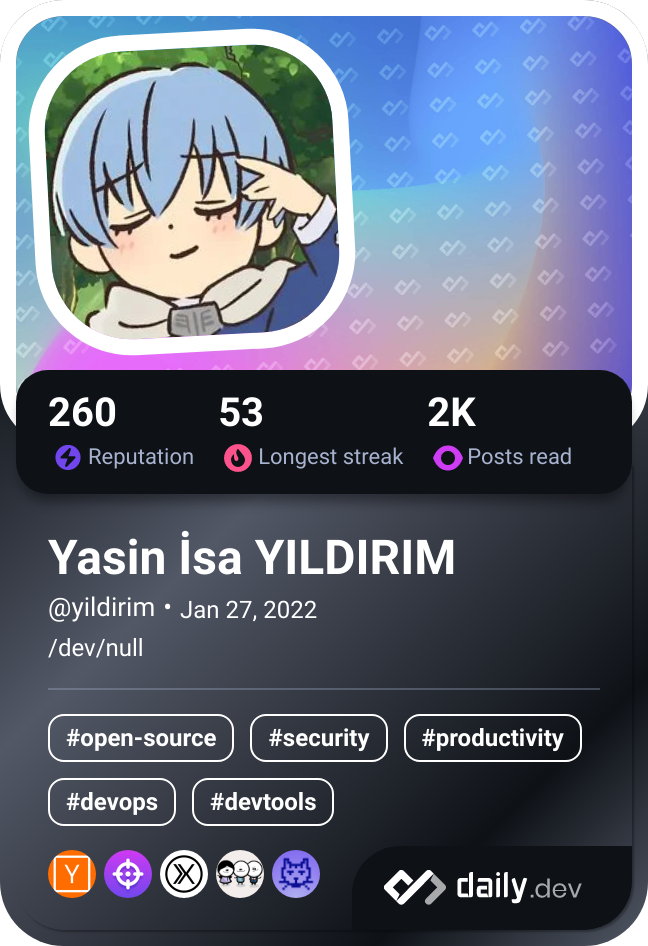 260 53 2K
Reputation Longest streak Posts read
Yasin İsa YILDIRIM
@yildirim • Jan 27, 2022
/dev/null
#open-source #security #productivity
#devops #devtools
Y
daily.dev